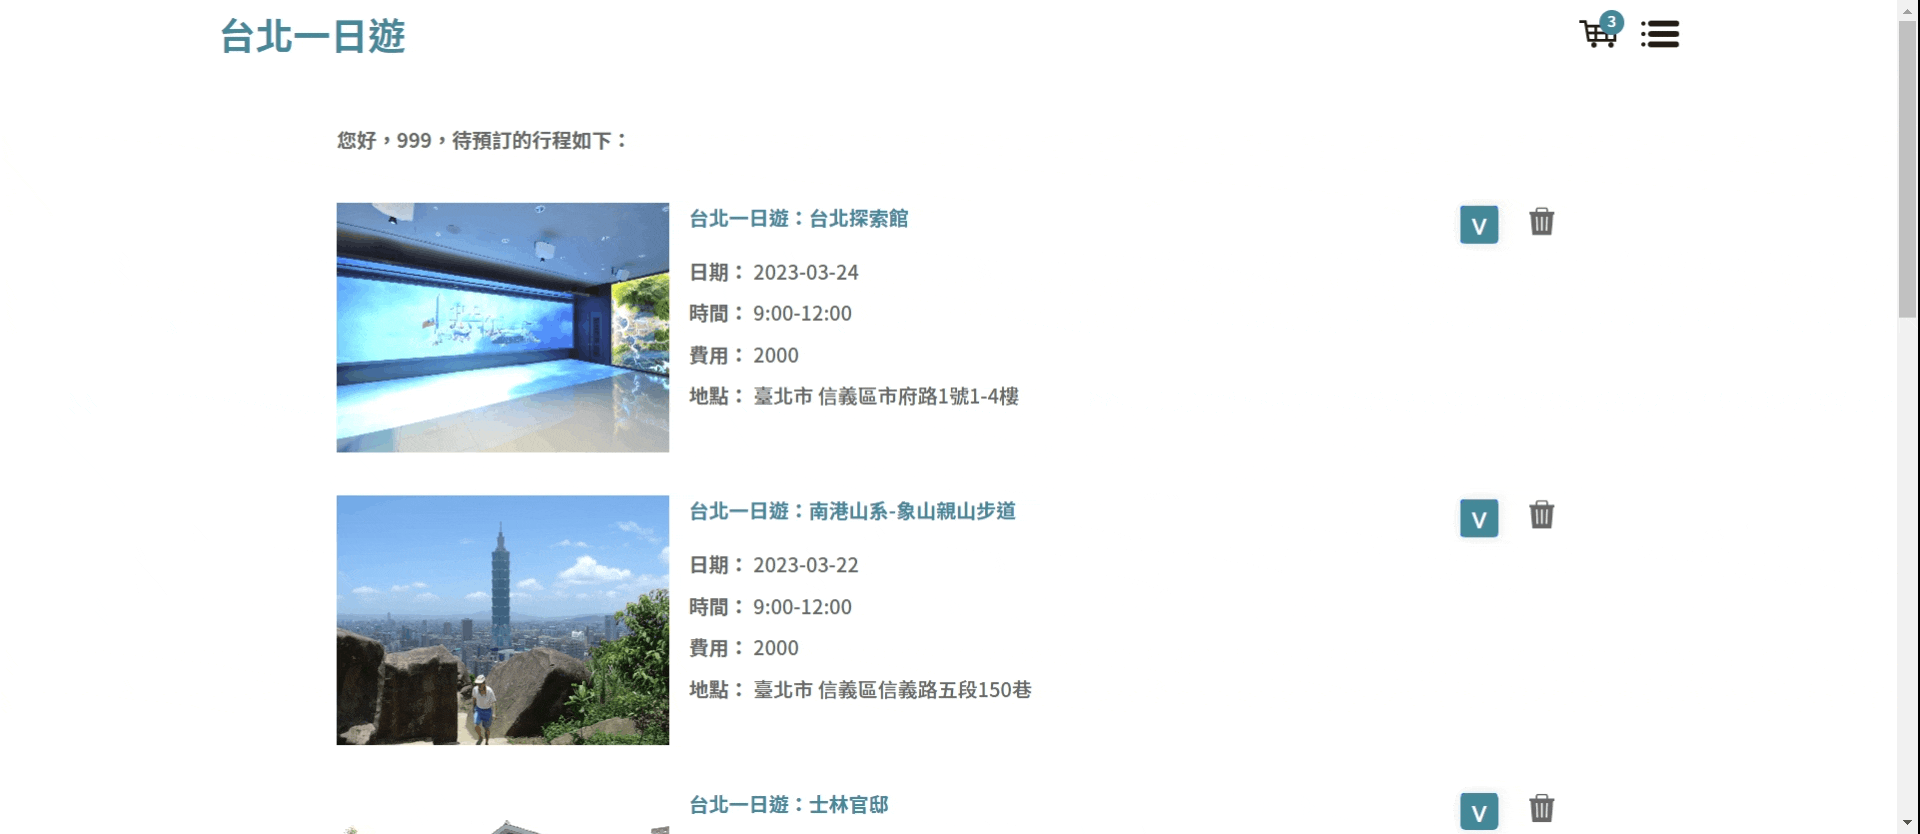 台北一日遊
3
您好，999，待預訂的行程如下：
台北一日遊：台北探索館
V
日期： 2023-03-24
時間： 9:00-12:00
費用： 2000
地點： 臺北市 信義區市府路1號1-4樓
台北一日遊：南港山系-象山親山步道
V
日期： 2023-03-22
時間： 9:00-12:00
費用： 2000
地點： 臺北市 信義區信義路五段150巷
台北一日遊：士林官邸
V